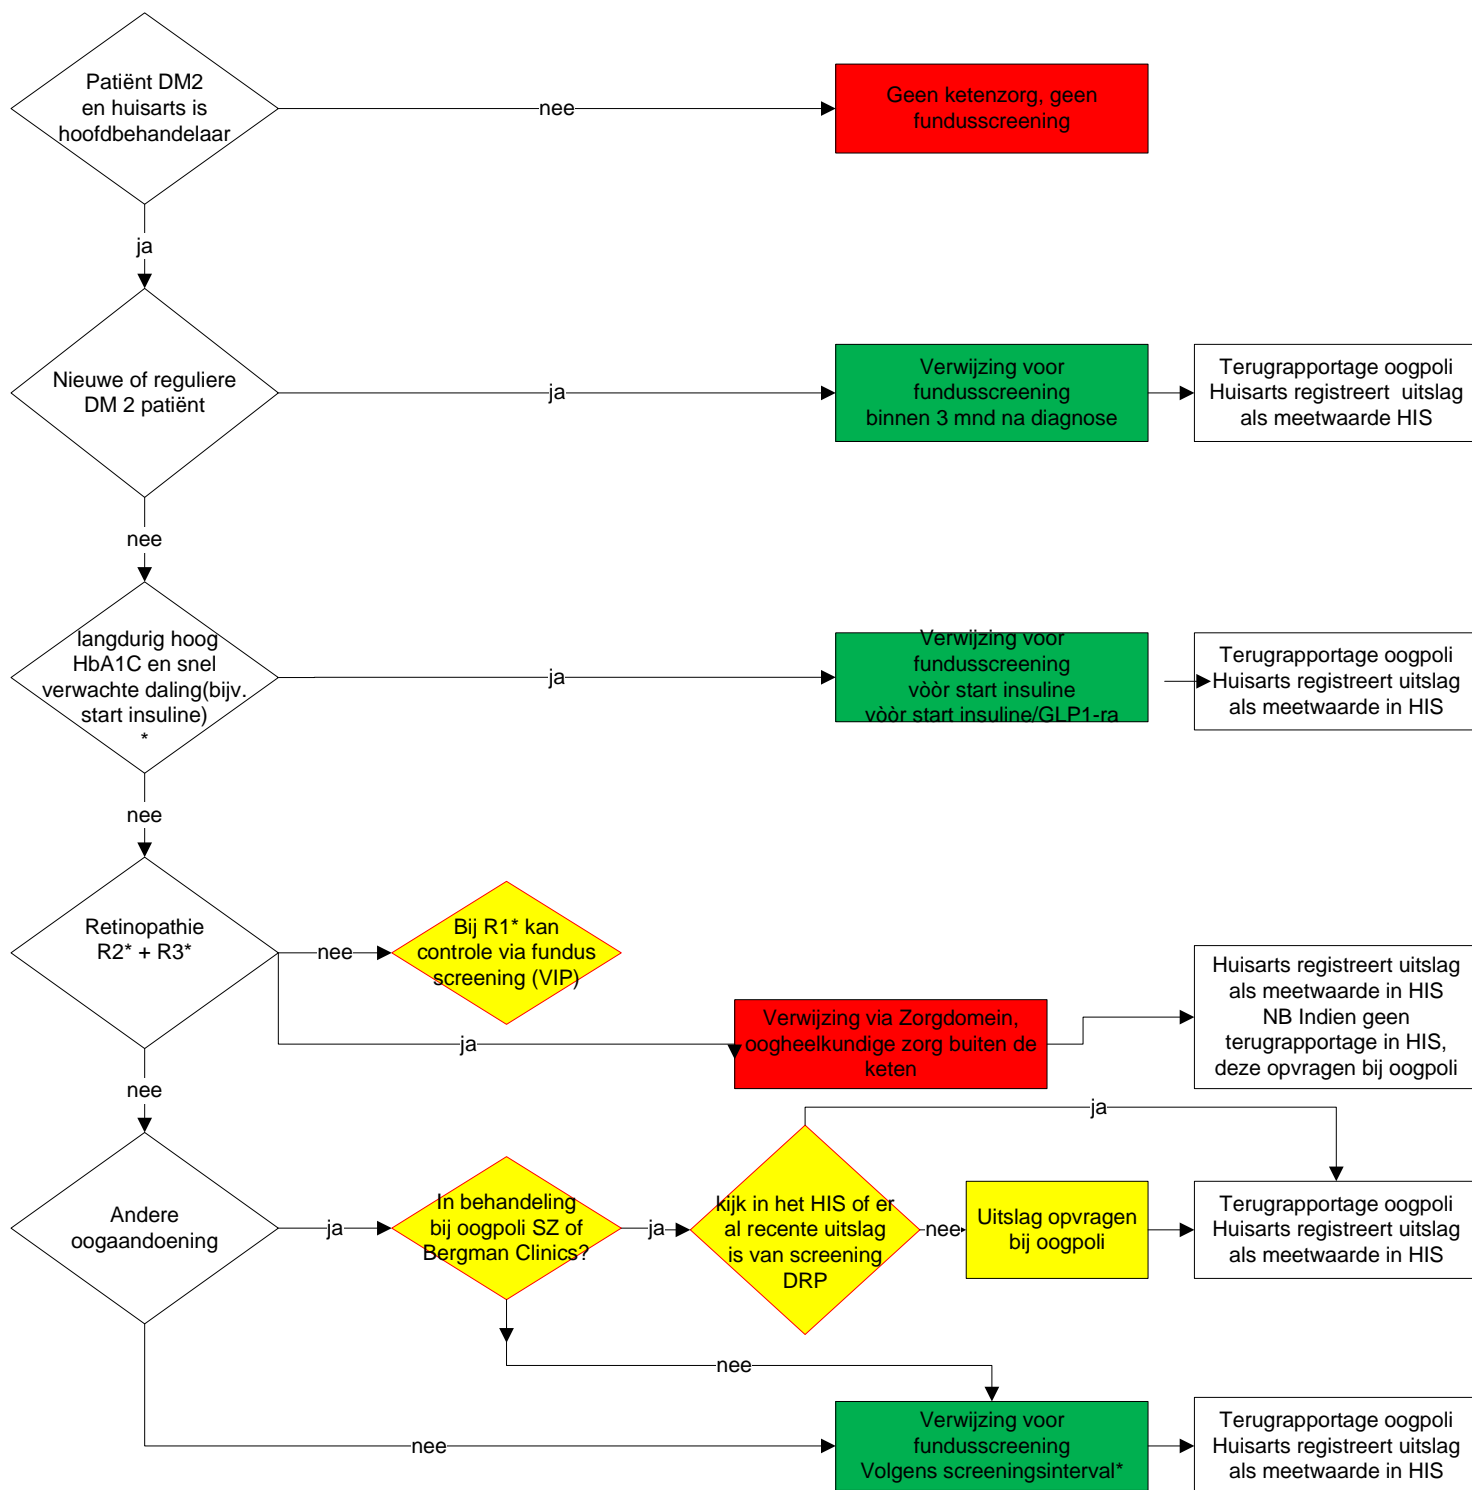 Patiënt DM2
en huisarts is
hoofdbehandelaar
nee
Geen ketenzorg, geen
fundusscreening
ja
Nieuwe of reguliere
DM 2 patiënt
ja
Verwijzing voor
fundusscreening
binnen 3 mnd na diagnose
Terugrapportage oogpoli
Huisarts registreert uitslag
als meetwaarde HIS
nee
langdurig hoog
HbA1C en snel
verwachte daling(bijv.
start insuline)
*
ja
Verwijzing voor
fundusscreening
vòòr start insuline
vòòr start insuline/GLP1-ra
Terugrapportage oogpoli
Huisarts registreert uitslag
als meetwaarde in HIS
nee
Retinopathie
R2* + R3*
nee
Bij R1* kan
controle via fundus
screening (VIP)
ja
Verwijzing via Zorgdomein,
oogheelkundige zorg buiten de
keten
Huisarts registreert uitslag
als meetwaarde in HIS
NB Indien geen
terugrapportage in HIS,
deze opvragen bij oogpoli
nee
Andere
oogaandoening
ja
In behandeling
bij oogpoli SZ of
Bergman Clinics?
ja
kijk in het HIS of er
al recente uitslag
is van screening
DRP
ja
nee
Uitslag opvragen
bij oogpoli
Terugrapportage oogpoli
Huisarts registreert uitslag
als meetwaarde in HIS
nee
nee
Verwijzing voor
fundusscreening
Volgens screeningsinterval*
Terugrapportage oogpoli
Huisarts registreert uitslag
als meetwaarde in HIS